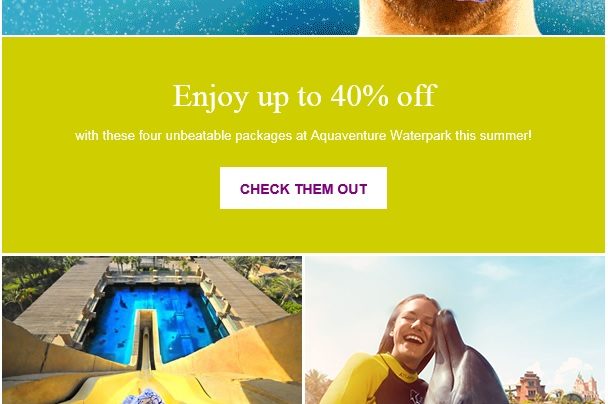 Enjoy up to 40% off
with these four unbeatable packages at Aquaventure Waterpark this summer!
CHECK THEM OUT